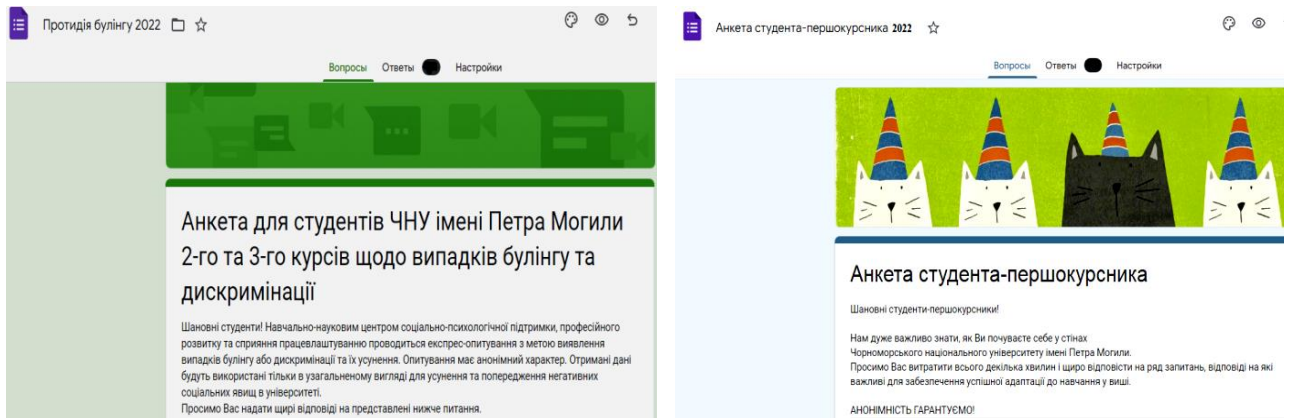 Протидія булінгу 2022
Вопросы Ответы Настройки
Анкета для студентів ЧНУ імені Петра Могили
2-го та 3-го курсів щодо випадків булінгу та
дискримінації
Шановні студенти! Навчально-науковим центром соціально-психологічної підтримки, професійного
розвитку та сприяння працевлаштуванню проводиться експрес-опитування з метою виявлення
випадків булінгу або дискримінації та їх усунення. Опитування має анонімний характер. Отримані дані
будуть використані тільки в узагальненому вигляді для усунення та попередження негативних
соціальних явищ в університеті.
Просимо Вас надати щирі відповіді на представлені нижче питання.
Анкета студента-першокурсника 2022
Вопросы Ответы Настройки
Анкета студента-першокурсника
Шановні студенти-першокурсники!
Нам дуже важливо знати, як Ви почуваєте себе у стінах
Чорноморського національного університету імені Петра Могили.
Просимо Вас витратити всього декілька хвилин і щиро відповісти на ряд запитань, відповіді на які
важливі для забезпечення успішної адаптації до навчання у виші.
АНОНІМНІСТЬ ГАРАНТУЄМО!